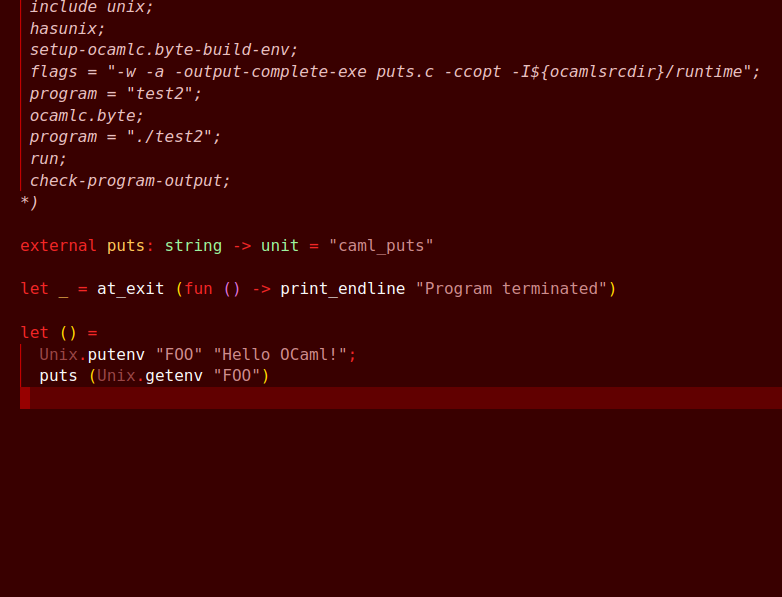 include unix;
hasunix;
setup-ocamlc.byte-build-env;
flags = "-w -a -output-complete-exe puts.c -ccopt -I${ocamlsrcdir}/runtime";
program = "test2";
ocamlc.byte;
program = "./test2";
run;
check-program-output;
*)
external puts: string -> unit = "caml_puts"
let _ = at_exit (fun () -> print_endline "Program terminated")
let () =
Unix.putenv "FOO" "Hello OCaml!";
puts (Unix.getenv "FOO")